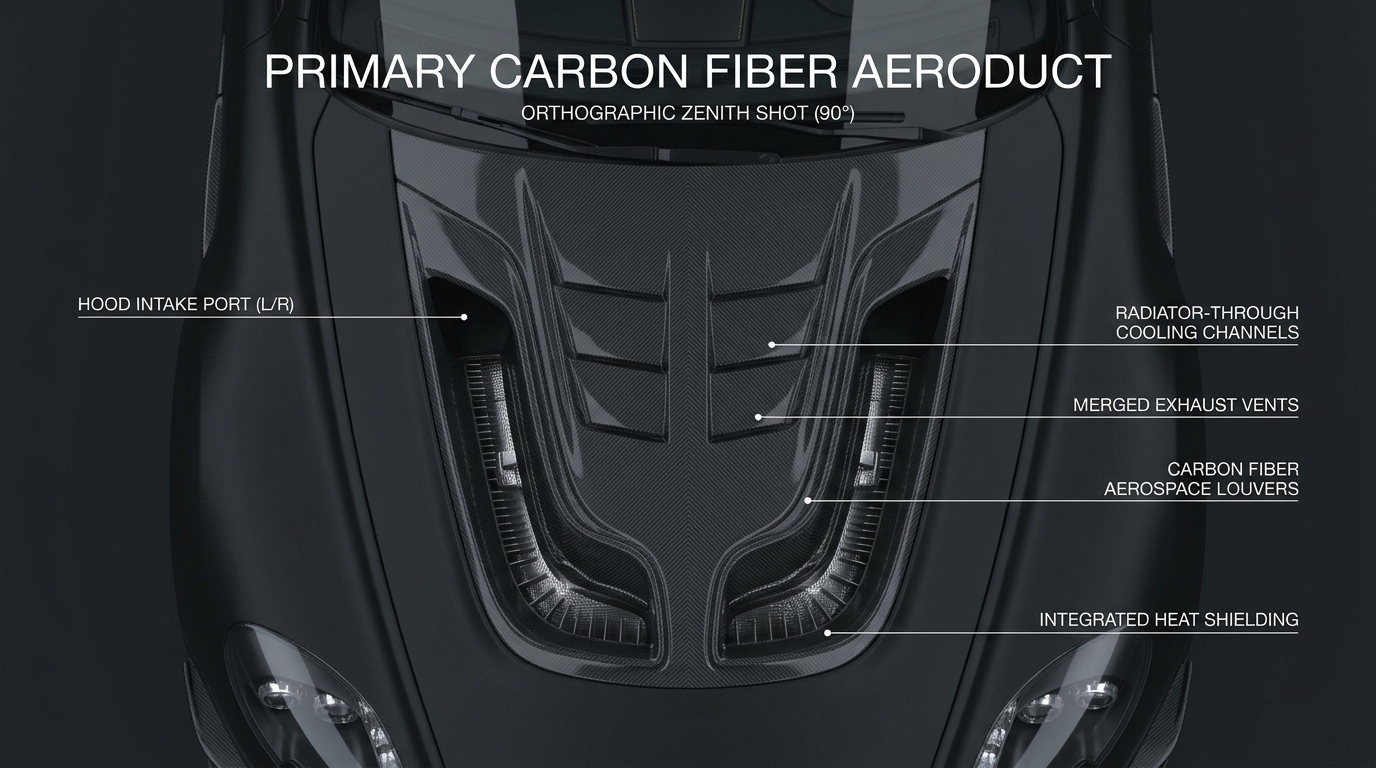 PRIMARY CARBON FIBER AERODUCT
ORTHOGRAPHIC ZENITH SHOT (90°)
HOOD INTAKE PORT (L/R)
RADIATOR-THROUGH
COOLING CHANNELS
MERGED EXHAUST VENTS
CARBON FIBER
AEROSPACE LOUVERS
INTEGRATED HEAT SHIELDING